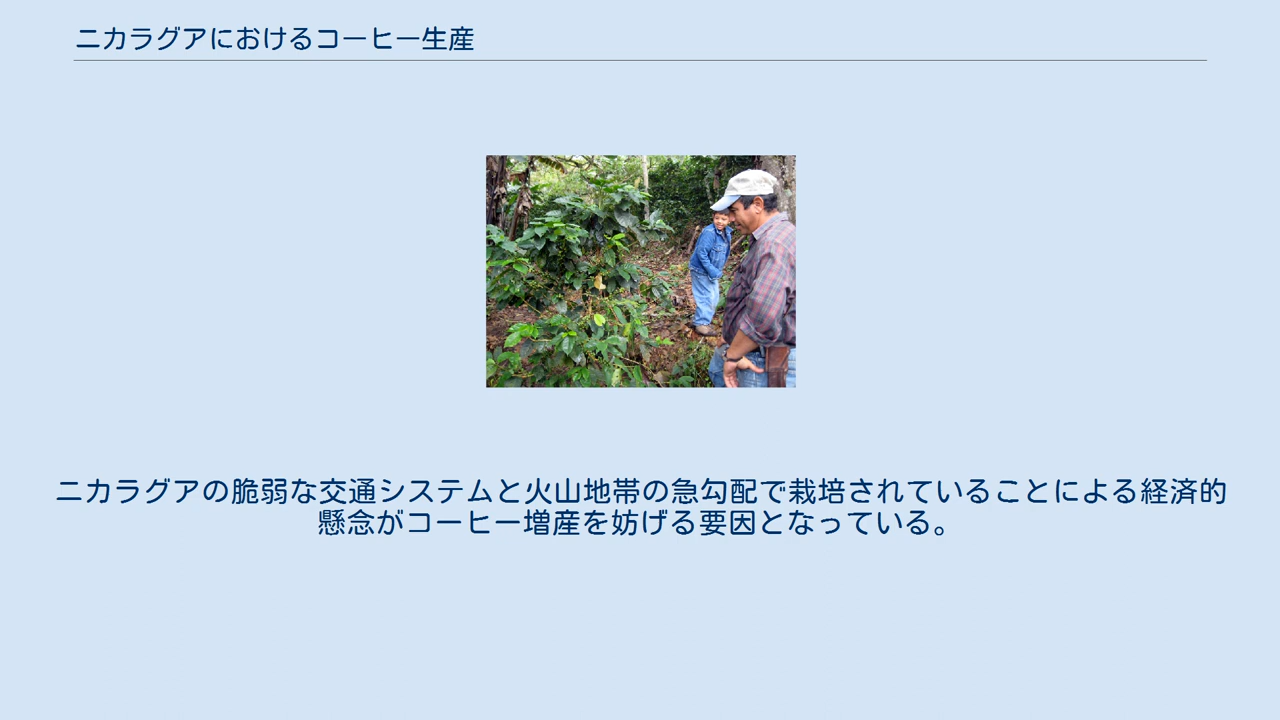 ニカラグアにおけるコーヒー生産
ニカラグアの脆弱な交通システムと火山地帯の急勾配で栽培されていることによる経済的
懸念がコーヒー増産を妨げる要因となっている。